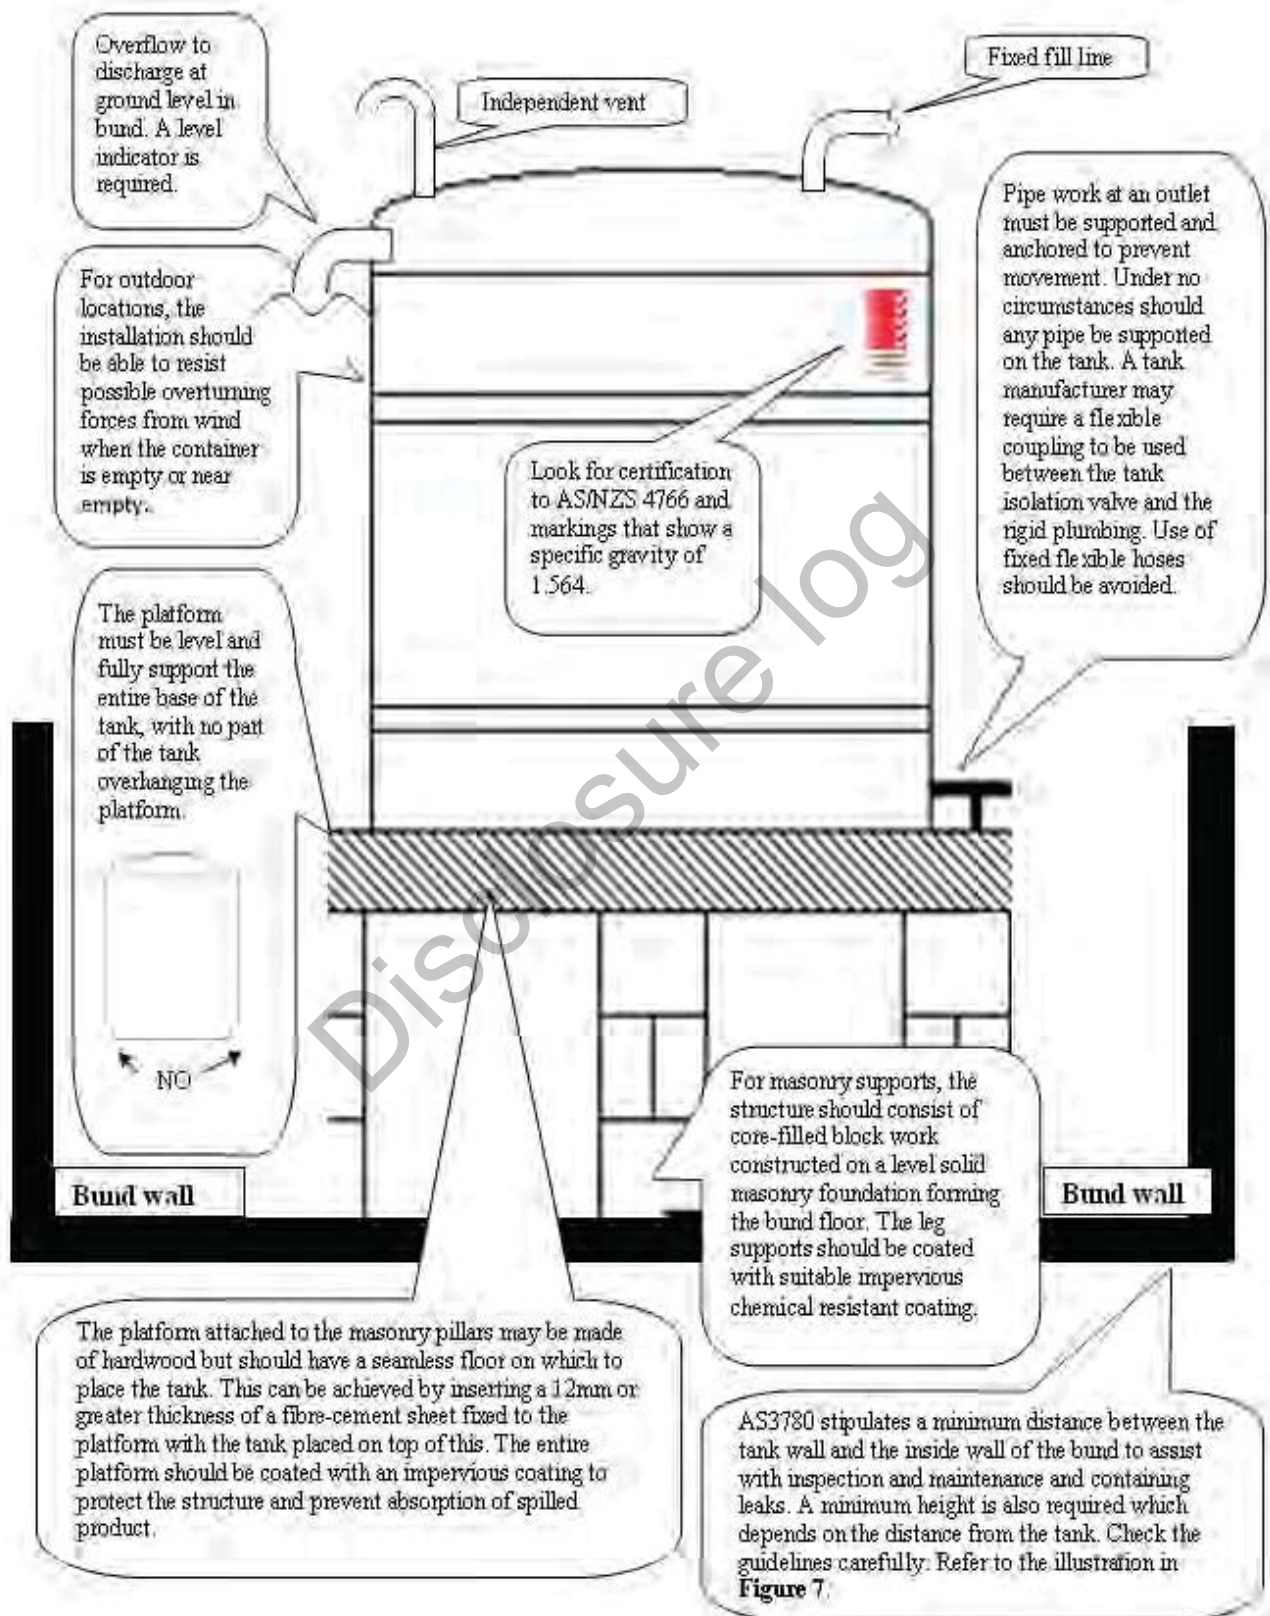 Overflow to
discharge at
ground level in
bund. A level
indicator is
required.
Independent vent
Fixed fill line
For outdoor
locations, the
installation should
be able to resist
possible overturning
forces from wind
when the container
is empty or near
empty.
Pipe work at an outlet
must be supported and
anchored to prevent
movement. Under no
circumstances should
any pipe be supported
on the tank. A tank
manufacturer may
require a flexible
coupling to be used
between the tank
isolation valve and the
rigid plumbing. Use of
fixed flexible hoses
should be avoided.
Look for certification
to AS/NZS 4766 and
markings that show a
specific gravity of
1.564.
The platform
must be level and
fully support the
entire base of the
tank, with no part
of the tank
overhanging the
platform.
NO
Disclosure log
For masonry supports, the
structure should consist of
core-filled block work
constructed on a level solid
masonry foundation forming
the bund floor. The leg
supports should be coated
with suitable impervious
chemical resistant coating.
Bund wall
Bund wall
The platform attached to the masonry pillars may be made
of hardwood but should have a seamless floor on which to
place the tank. This can be achieved by inserting a 12mm or
greater thickness of a fibre-cement sheet fixed to the
platform with the tank placed on top of this. The entire
platform should be coated with an impervious coating to
protect the structure and prevent absorption of spilled
product.
AS3780 stipulates a minimum distance between the
tank wall and the inside wall of the bund to assist
with inspection and maintenance and containing
leaks. A minimum height is also required which
depends on the distance from the tank. Check the
guidelines carefully. Refer to the illustration in
Figure 7.